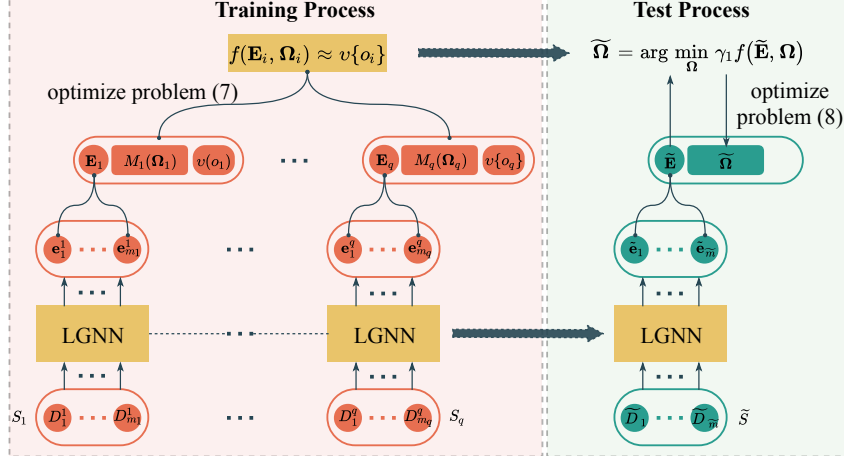 Training Process
Test Process
f(E_i, Ω_i) ≈ υ{o_i}
Ω̃ = arg min_Ω γ_1 f(Ẽ, Ω)
optimize problem (7)
optimize
problem (8)
E_1 M_1(Ω_1) υ(o_1) ··· E_q M_q(Ω_q) υ{o_q} Ẽ Ω̃
e_1^1 ··· e_{m_1}^1 ··· e_1^q ··· e_{m_q}^q ẽ_1 ··· ẽ_{m̃}
··· ··· ···
LGNN ··· LGNN LGNN
··· ··· ···
S_1 D_1^1 ··· D_{m_1}^1 ··· D_1^q ··· D_{m_q}^q S_q D̃_1 ··· D̃_{m̃} S̃